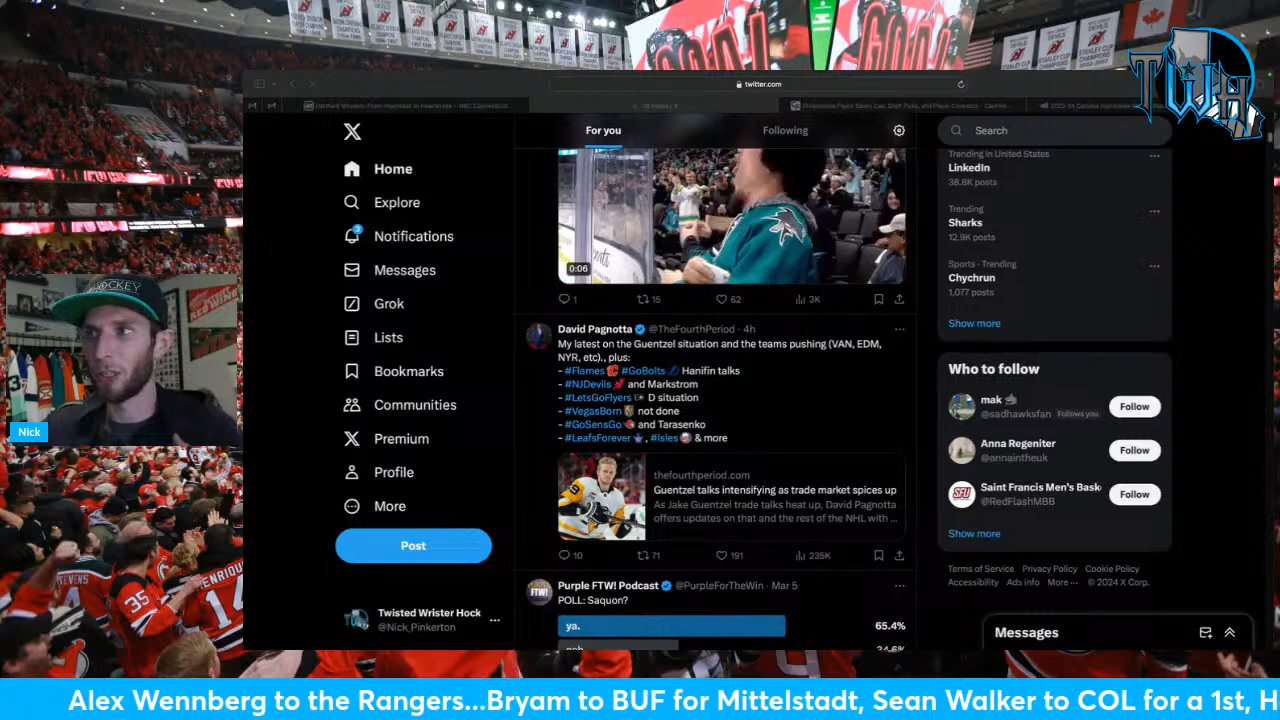 GOAL
GOAL
TWH
twitter.com
X
Home
Explore
Notifications
3
Messages
Grok
Lists
Bookmarks
Communities
Premium
Profile
More
Post
Twisted Wrister Hock
@Nick_Pinkerton
For you
Following
0:06
1
15
62
3K
David Pagnotta @TheFourthPeriod · 4h
My latest on the Guentzel situation and the teams pushing (VAN, EDM,
NYR, etc)., plus:
- #Flames #GoBolts Hanifin talks
- #NJDevils and Markstrom
- #LetsGoFlyers D situation
- #VegasBorn not done
- #GoSensGo and Tarasenko
- #LeafsForever, #Isles & more
thefourthperiod.com
Guentzel talks intensifying as trade market spices up
As Jake Guentzel trade talks heat up, David Pagnotta
offers updates on that and the rest of the NHL with ...
10
71
191
235K
Purple FTW! Podcast @PurpleForTheWin · Mar 5
POLL: Saquon?
ya.
65.4%
Search
Trending in United States
LinkedIn
38.8K posts
Trending
Sharks
12.9K posts
Sports · Trending
Chychrun
1,077 posts
Show more
Who to follow
mak
@sadhawksfan Follows you
Follow
Anna Regeniter
@annaintheuk
Follow
Saint Francis Men's Bask
@RedFlashMBB
Follow
Show more
Terms of Service Privacy Policy Cookie Policy
Accessibility Ads info More ··· © 2024 X Corp.
Messages
HOCKEY
Nick
STEVENS
35
HENRIQUE
14
Alex Wennberg to the Rangers...Bryam to BUF for Mittelstadt, Sean Walker to COL for a 1st, H